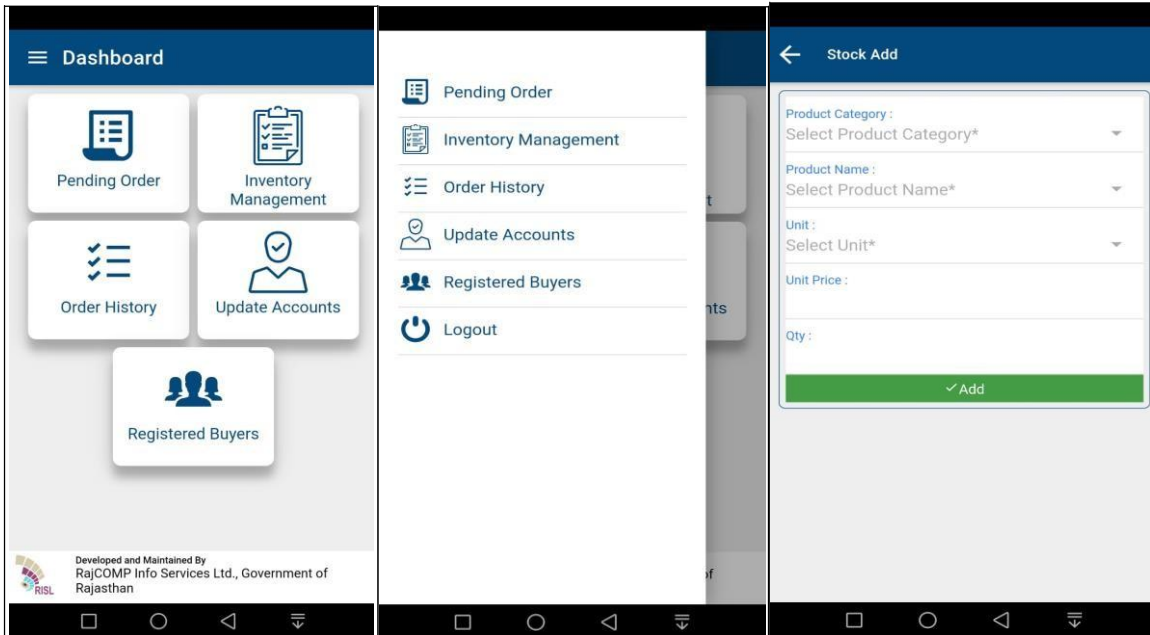 Dashboard
Pending Order
Inventory
Management
Order History
Update Accounts
Registered Buyers
Developed and Maintained By
RajCOMP Info Services Ltd., Government of
Rajasthan
RISL
Pending Order
Inventory Management
Order History
Update Accounts
Registered Buyers
Logout
t
nts
of
Stock Add
Product Category :
Select Product Category*
Product Name :
Select Product Name*
Unit :
Select Unit*
Unit Price :
Qty :
Add